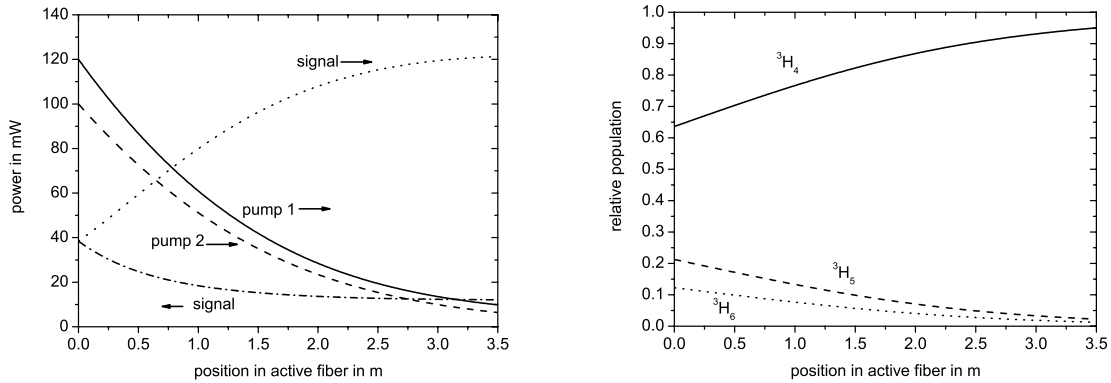 140
120
100
80
60
40
20
0
power in mW
signal
pump 1
pump 2
signal
0.0 0.5 1.0 1.5 2.0 2.5 3.0 3.5
position in active fiber in m
1.0
0.9
0.8
0.7
0.6
0.5
0.4
0.3
0.2
0.1
0.0
relative population
³H₄
³H₅
³H₆
0.0 0.5 1.0 1.5 2.0 2.5 3.0 3.5
position in active fiber in m